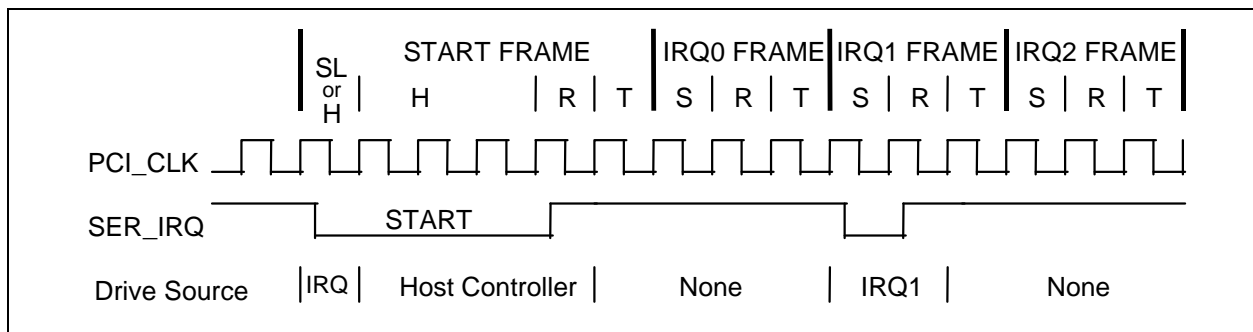 START FRAME IRQ0 FRAME IRQ1 FRAME IRQ2 FRAME
SL
or
H
H R T S R T S R T S R T
PCI_CLK
SER_IRQ START
Drive Source IRQ Host Controller None IRQ1 None